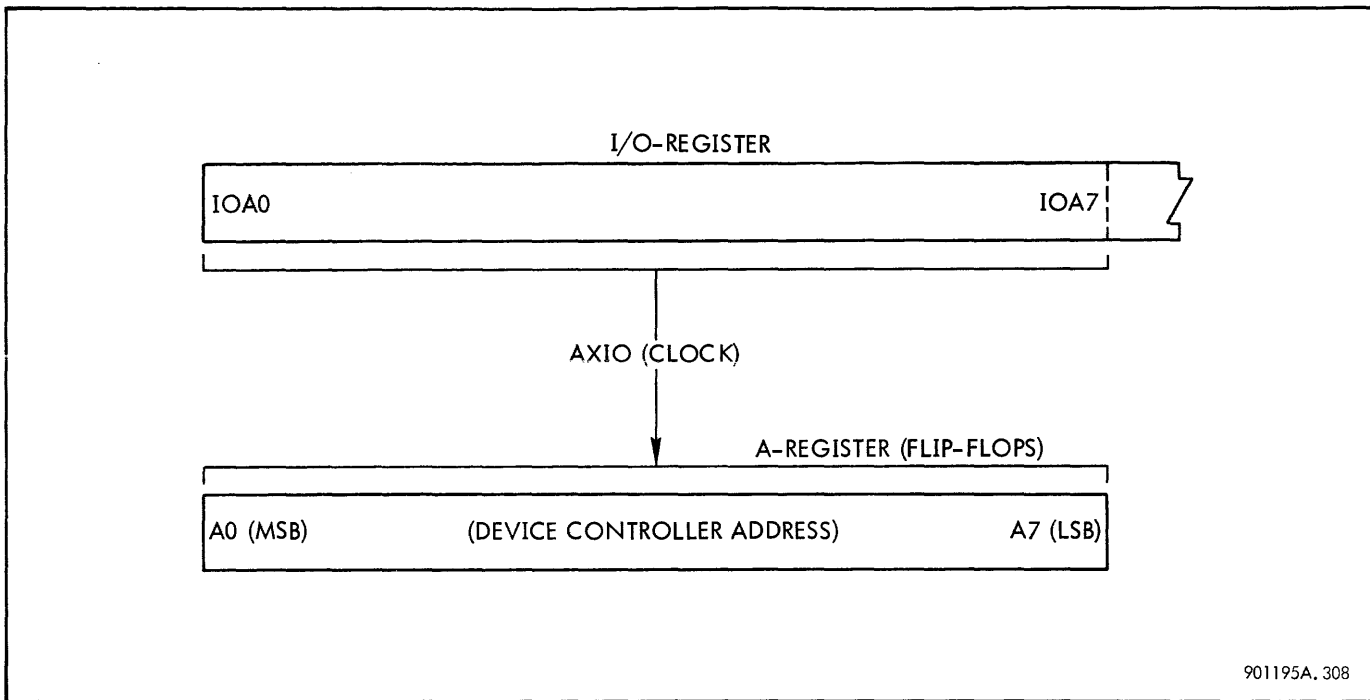 I/O-REGISTER
IOA0 IOA7
AXIO (CLOCK)
A-REGISTER (FLIP-FLOPS)
A0 (MSB) (DEVICE CONTROLLER ADDRESS) A7 (LSB)
901195A. 308